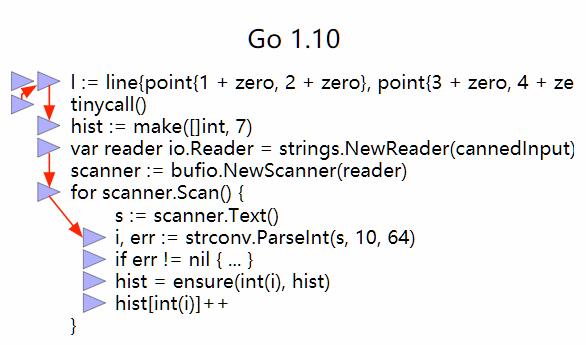 Go 1.10
l := line{point{1 + zero, 2 + zero}, point{3 + zero, 4 + ze
tinycall()
hist := make([]int, 7)
var reader io.Reader = strings.NewReader(cannedInput)
scanner := bufio.NewScanner(reader)
for scanner.Scan() {
s := scanner.Text()
i, err := strconv.ParseInt(s, 10, 64)
if err != nil { ... }
hist = ensure(int(i), hist)
hist[int(i)]++
}